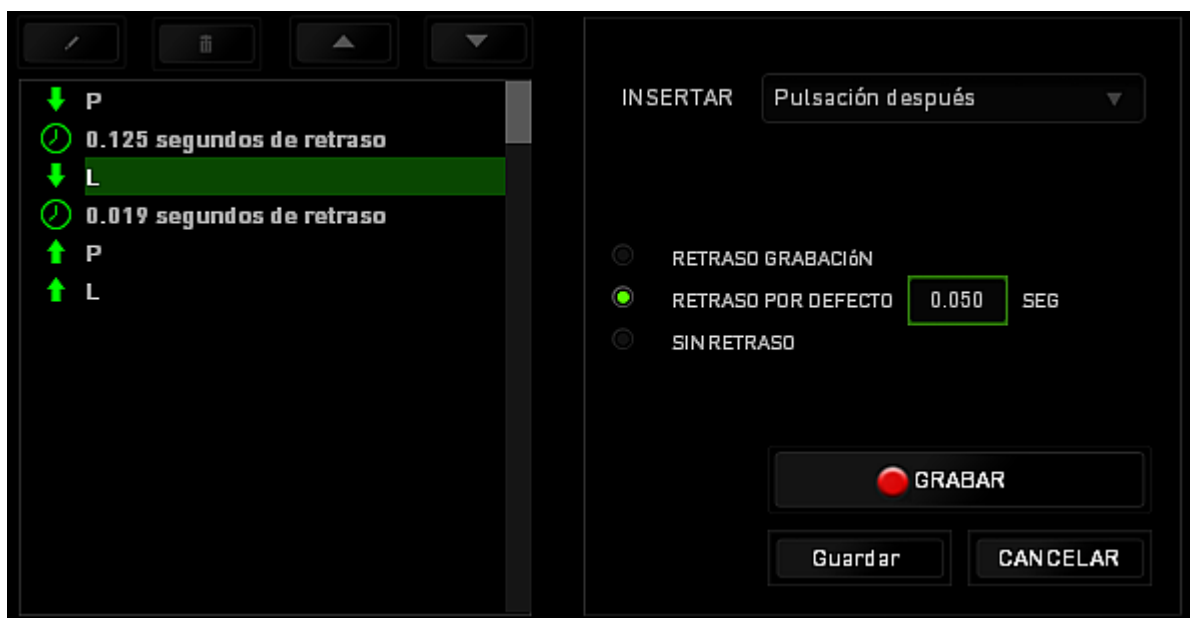 P
0.125 segundos de retraso
L
0.019 segundos de retraso
P
L
INSERTAR Pulsación después
RETRASO GRABACIóN
RETRASO POR DEFECTO 0.050 SEG
SIN RETRASO
GRABAR
Guardar CANCELAR